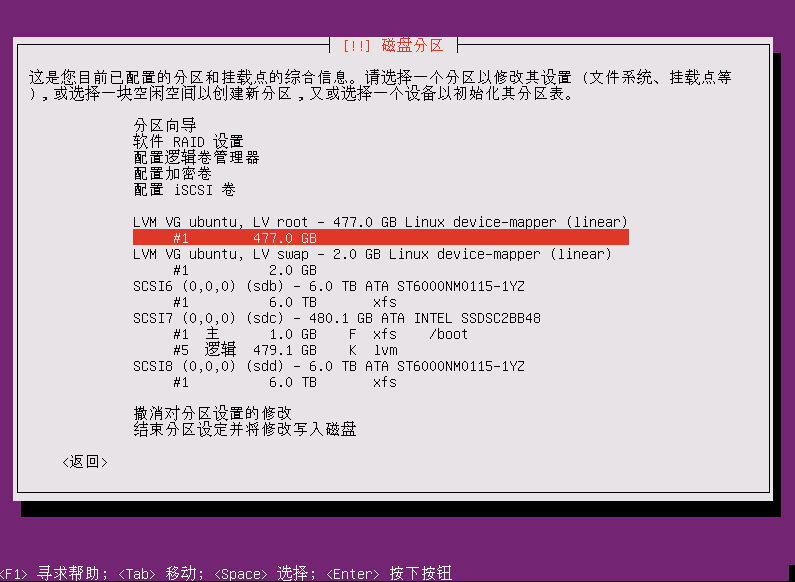 [!!] 磁盘分区
这是您目前已配置的分区和挂载点的综合信息。请选择一个分区以修改其设置 (文件系统、挂载点等
),或选择一块空闲空间以创建新分区,又或选择一个设备以初始化其分区表。
分区向导
软件 RAID 设置
配置逻辑卷管理器
配置加密卷
配置 iSCSI 卷
LVM VG ubuntu, LV root - 477.0 GB Linux device-mapper (linear)
#1 477.0 GB
LVM VG ubuntu, LV swap - 2.0 GB Linux device-mapper (linear)
#1 2.0 GB
SCSI6 (0,0,0) (sdb) - 6.0 TB ATA ST6000NM0115-1YZ
#1 6.0 TB xfs
SCSI7 (0,0,0) (sdc) - 480.1 GB ATA INTEL SSDSC2BB48
#1 主 1.0 GB F xfs /boot
#5 逻辑 479.1 GB K lvm
SCSI8 (0,0,0) (sdd) - 6.0 TB ATA ST6000NM0115-1YZ
#1 6.0 TB xfs
撤消对分区设置的修改
结束分区设定并将修改写入磁盘
<返回>
<F1> 寻求帮助; <Tab> 移动; <Space> 选择; <Enter> 按下按钮